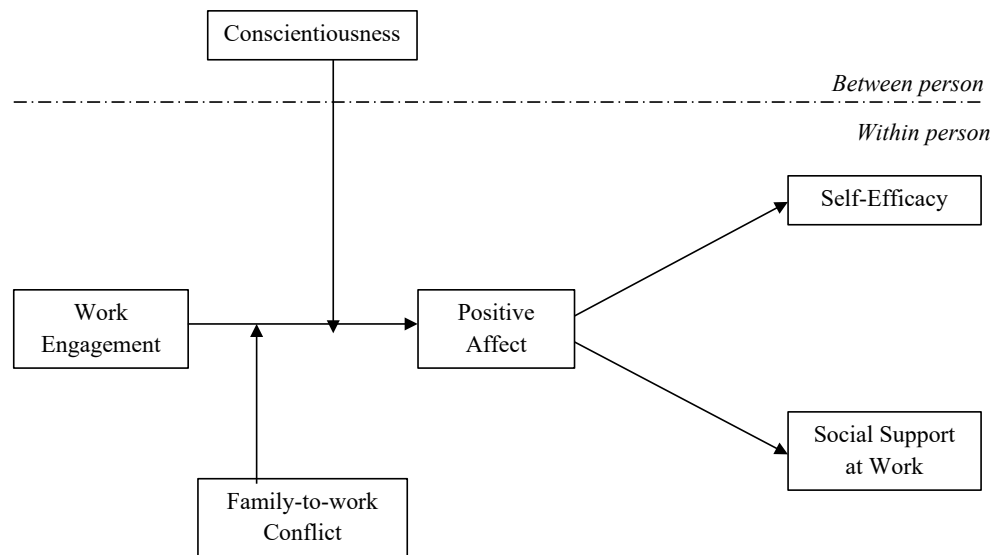 Conscientiousness
Between person
Within person
Self-Efficacy
Work
Engagement
Positive
Affect
Social Support
at Work
Family-to-work
Conflict